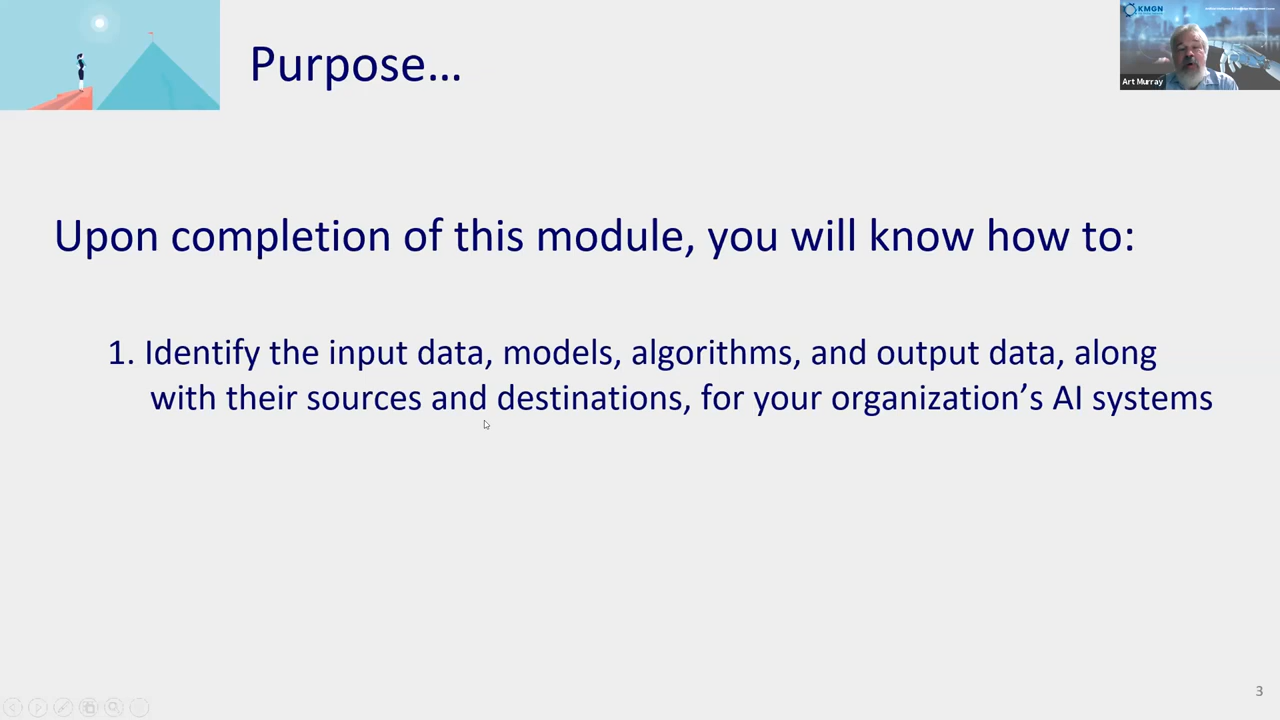 Purpose…
KMGN
Art Murray
Upon completion of this module, you will know how to:
1. Identify the input data, models, algorithms, and output data, along
with their sources and destinations, for your organization’s AI systems
3